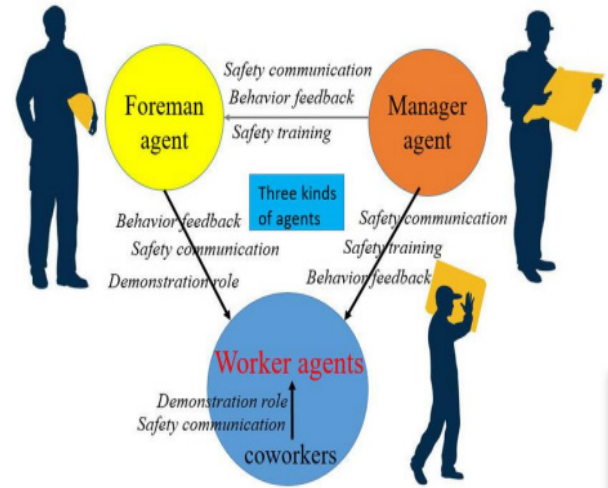 Safety communication
Behavior feedback
Safety training
Foreman
agent
Manager
agent
Three kinds
of agents
Behavior feedback
Safety communication
Demonstration role
Safety communication
Safety training
Behavior feedback
Worker agents
Demonstration role
Safety communication
coworkers